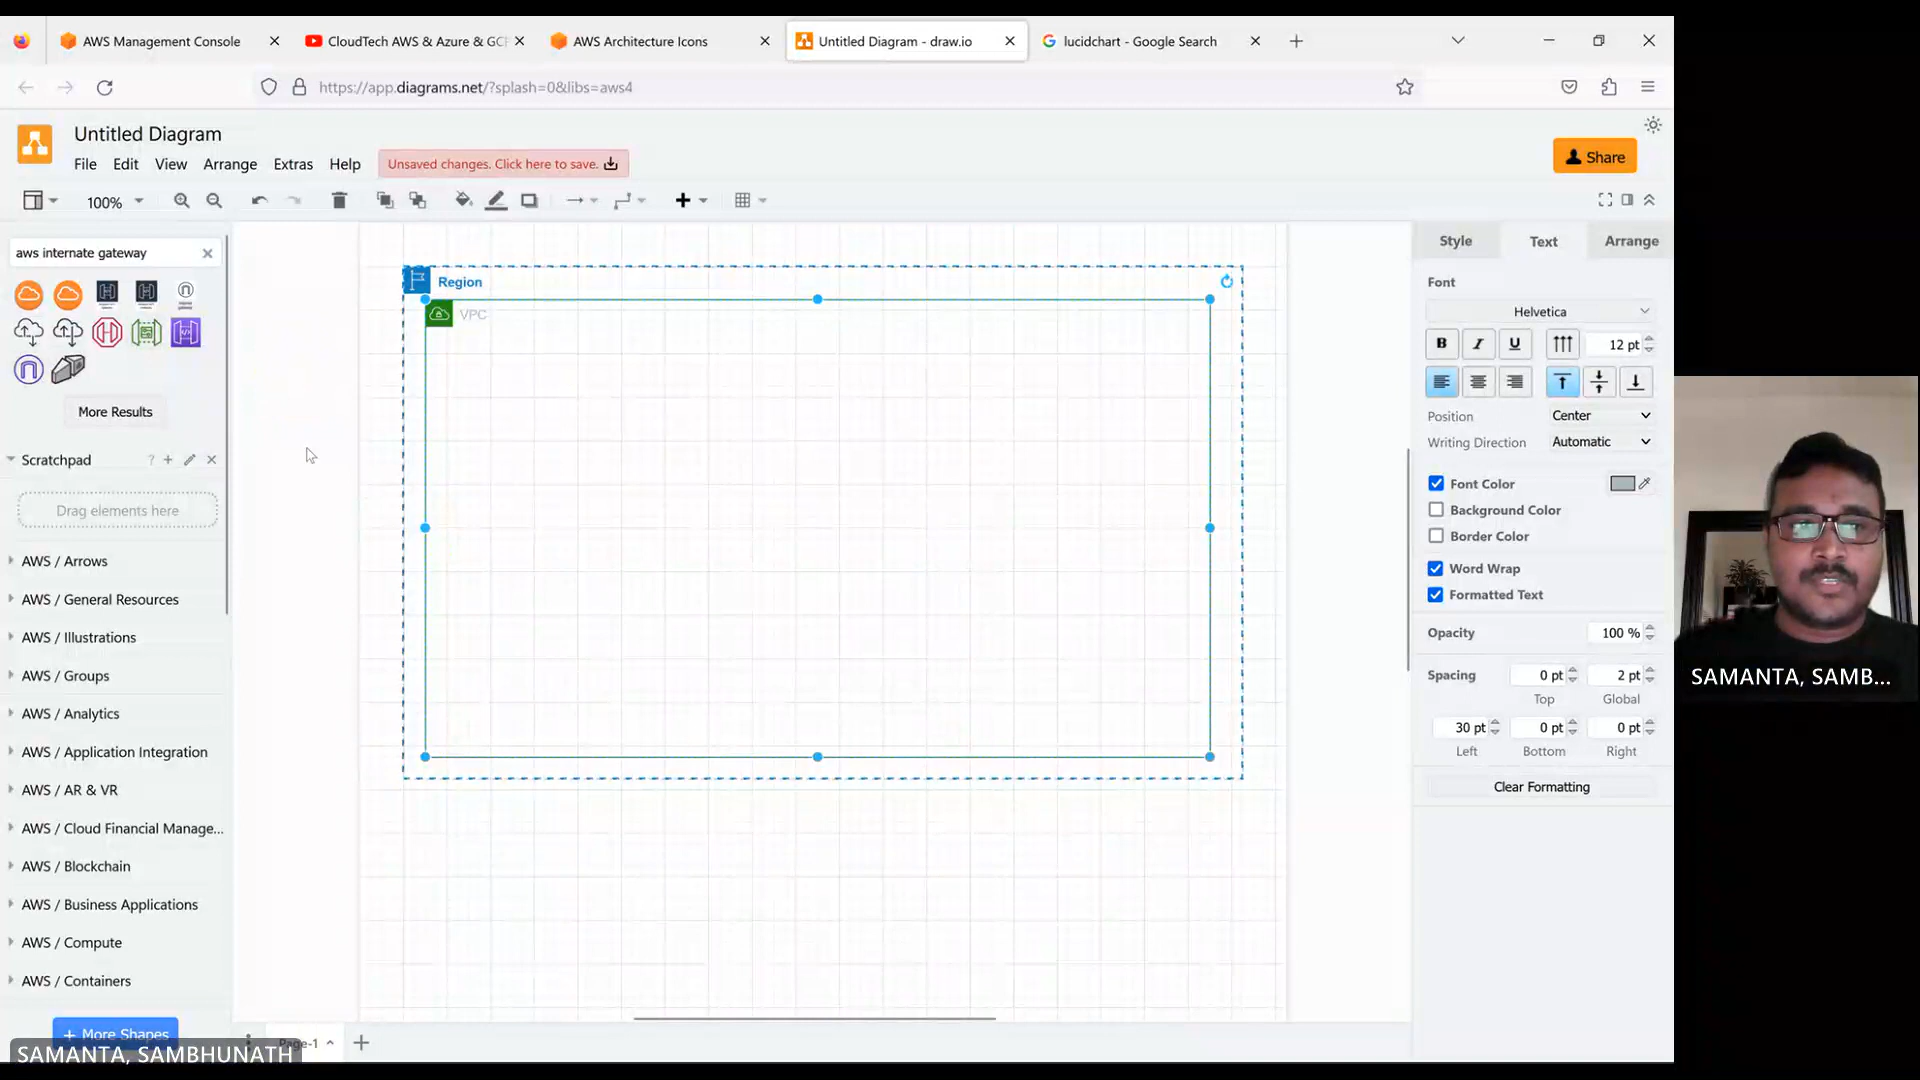 AWS Management Console
CloudTech AWS & Azure & GC
AWS Architecture Icons
Untitled Diagram - draw.io
lucidchart - Google Search
https://app.diagrams.net/?splash=0&libs=aws4
Untitled Diagram
File Edit View Arrange Extras Help
Unsaved changes. Click here to save.
Share
100%
aws internate gateway
More Results
Scratchpad
?
Drag elements here
AWS / Arrows
AWS / General Resources
AWS / Illustrations
AWS / Groups
AWS / Analytics
AWS / Application Integration
AWS / AR & VR
AWS / Cloud Financial Manage...
AWS / Blockchain
AWS / Business Applications
AWS / Compute
AWS / Containers
+ More Shapes
Region
VPC
Page-1
Style Text Arrange
Font
Helvetica
B I U 12 pt
Position Center
Writing Direction Automatic
Font Color
Background Color
Border Color
Word Wrap
Formatted Text
Opacity 100 %
Spacing 0 pt 2 pt
Top Global
30 pt 0 pt 0 pt
Left Bottom Right
Clear Formatting
SAMANTA, SAMB...
SAMANTA, SAMBHUNATH